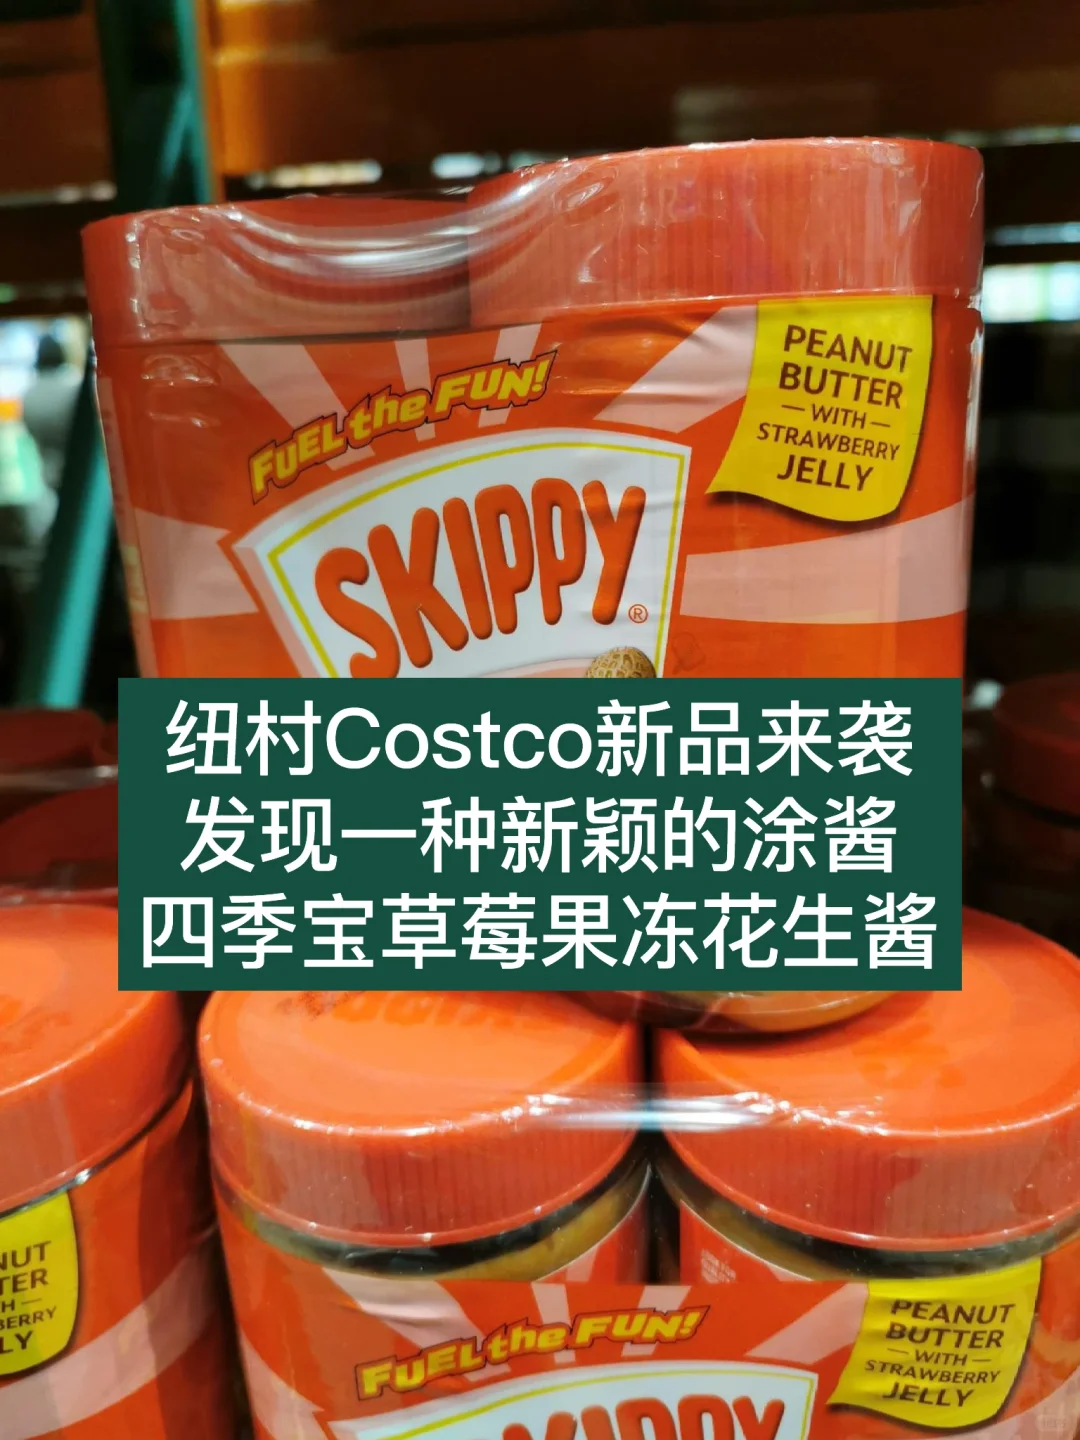 FUEL the FUN!
SKIPPY®
PEANUT
BUTTER
WITH
STRAWBERRY
JELLY
纽村Costco新品来袭
发现一种新颖的涂酱
四季宝草莓果冻花生酱
FUEL the FUN!
SKIPPY
PEANUT
BUTTER
WITH
STRAWBERRY
JELLY